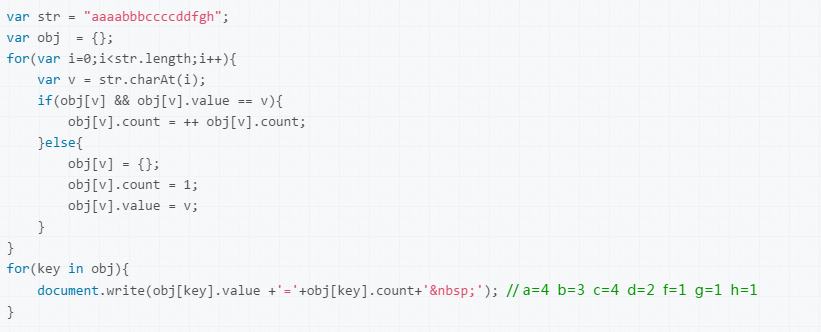 var str = "aaaabbbccccddfgh";
var obj  = {};
for(var i=0;i<str.length;i++){
    var v = str.charAt(i);
    if(obj[v] && obj[v].value == v){
        obj[v].count = ++ obj[v].count;
    }else{
        obj[v] = {};
        obj[v].count = 1;
        obj[v].value = v;
    }
}
for(key in obj){
    document.write(obj[key].value +'='+obj[key].count+'&nbsp;'); //a=4 b=3 c=4 d=2 f=1 g=1 h=1
}